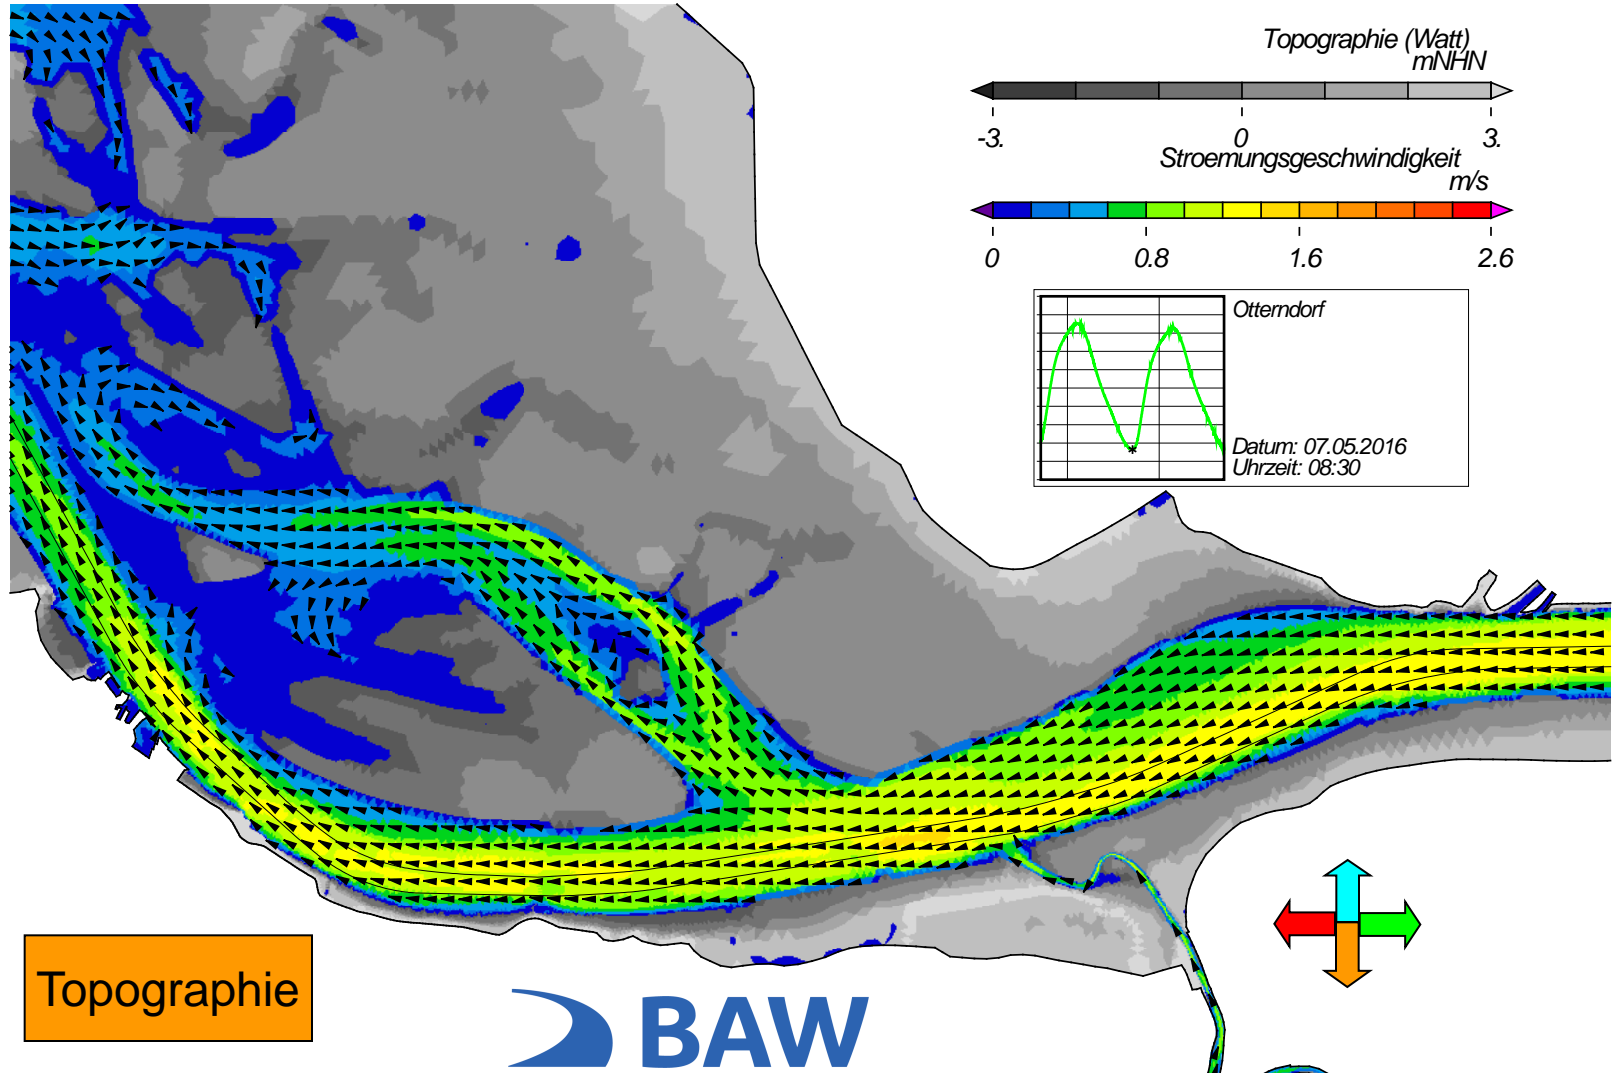 Topographie (Watt)
mNHN
-3. 0 3.
Stroemungsgeschwindigkeit
m/s
0 0.8 1.6 2.6
Otterndorf
Datum: 07.05.2016
Uhrzeit: 08:30
Topographie
BAW